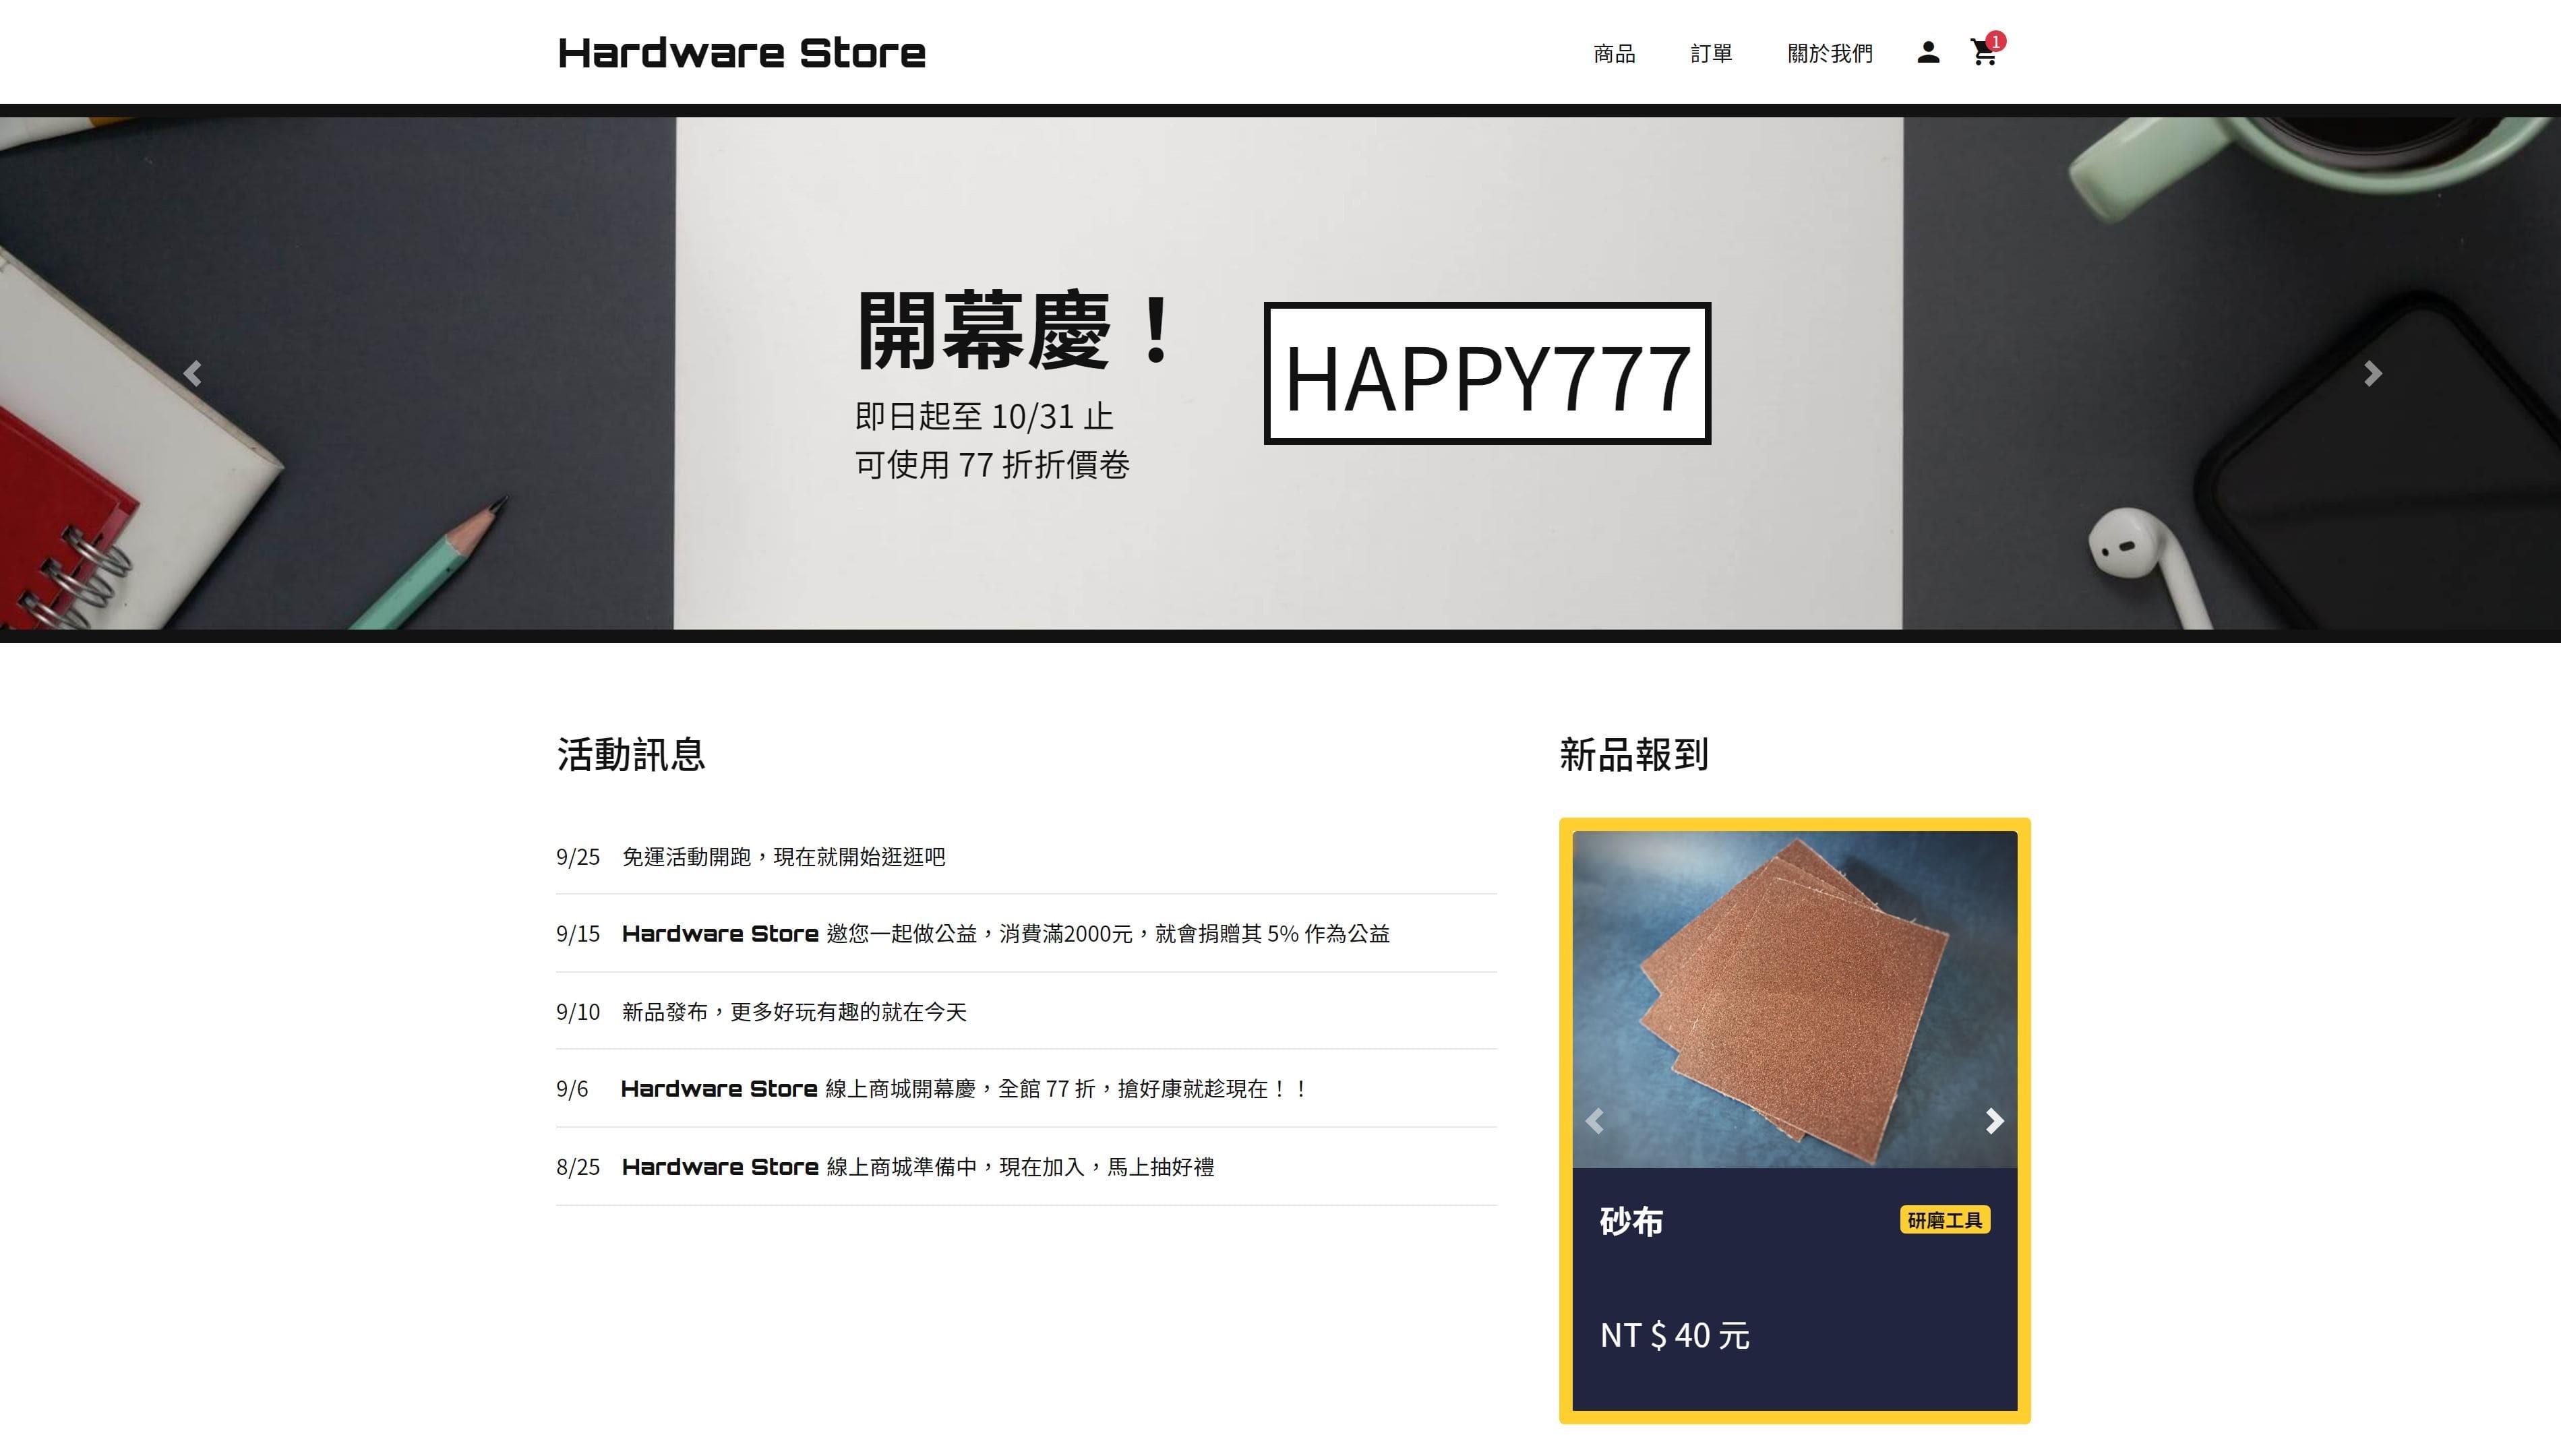 Hardware Store
商品
訂單
關於我們
1
開幕慶！
即日起至 10/31 止
可使用 77 折折價卷
HAPPY777
活動訊息
9/25 免運活動開跑，現在就開始逛逛吧
9/15 Hardware Store 邀您一起做公益，消費滿2000元，就會捐贈其 5% 作為公益
9/10 新品發布，更多好玩有趣的就在今天
9/6 Hardware Store 線上商城開幕慶，全館 77 折，搶好康就趁現在！！
8/25 Hardware Store 線上商城準備中，現在加入，馬上抽好禮
新品報到
砂布
研磨工具
NT $ 40 元